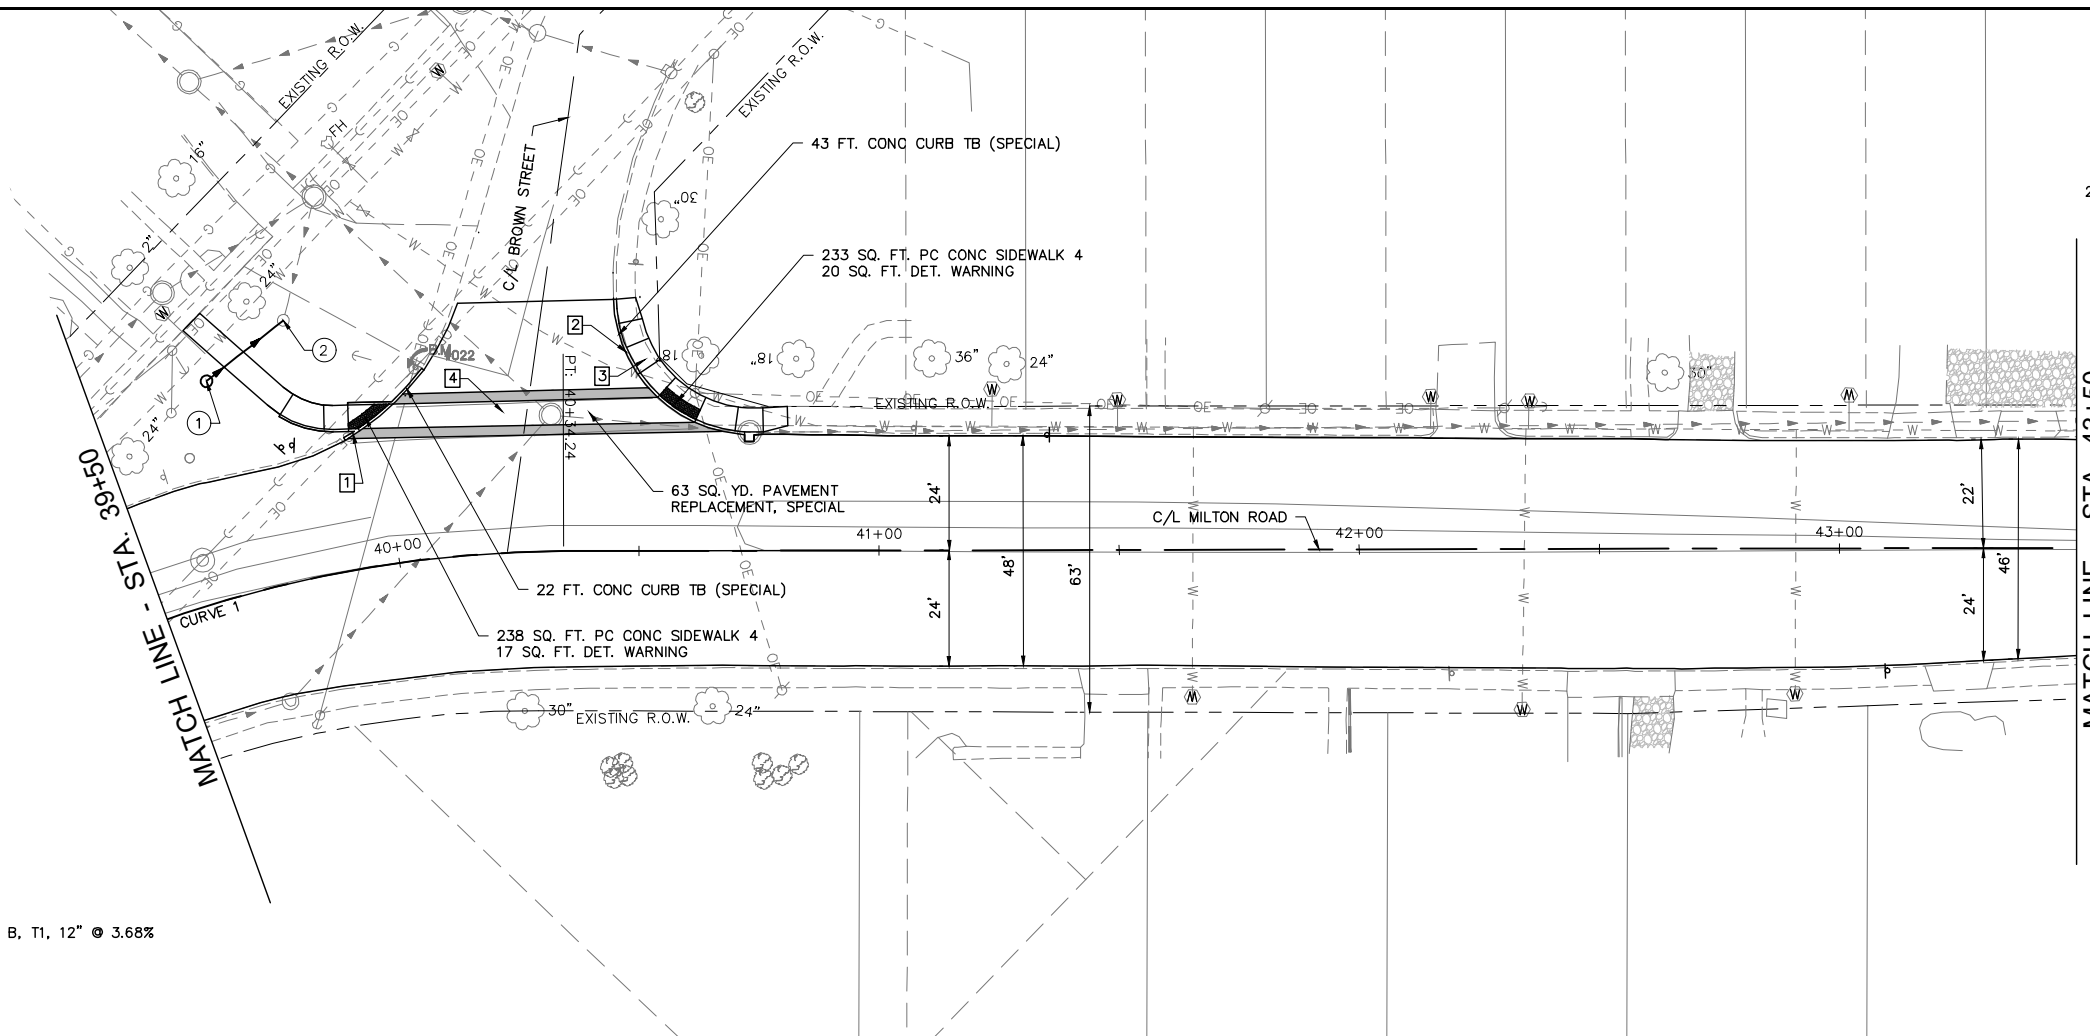 EXISTING R.O.W.
EXISTING R.O.W.
FH
16"
2"
24"
24"
C/L BROWN STREET
30"
43 FT. CONC CURB TB (SPECIAL)
233 SQ. FT. PC CONC SIDEWALK 4
20 SQ. FT. DET. WARNING
2
3
4
1
1
2
B.M.
022
18"
18"
36"
24"
30"
EXISTING R.O.W.
PT: 40+34.24
63 SQ. YD. PAVEMENT
REPLACEMENT, SPECIAL
C/L MILTON ROAD
40+00
41+00
42+00
43+00
24'
24'
48'
63'
22'
24'
46'
22 FT. CONC CURB TB (SPECIAL)
238 SQ. FT. PC CONC SIDEWALK 4
17 SQ. FT. DET. WARNING
CURVE 1
MATCH LINE - STA. 39+50
30"
EXISTING R.O.W.
24"
B, T1, 12" @ 3.68%